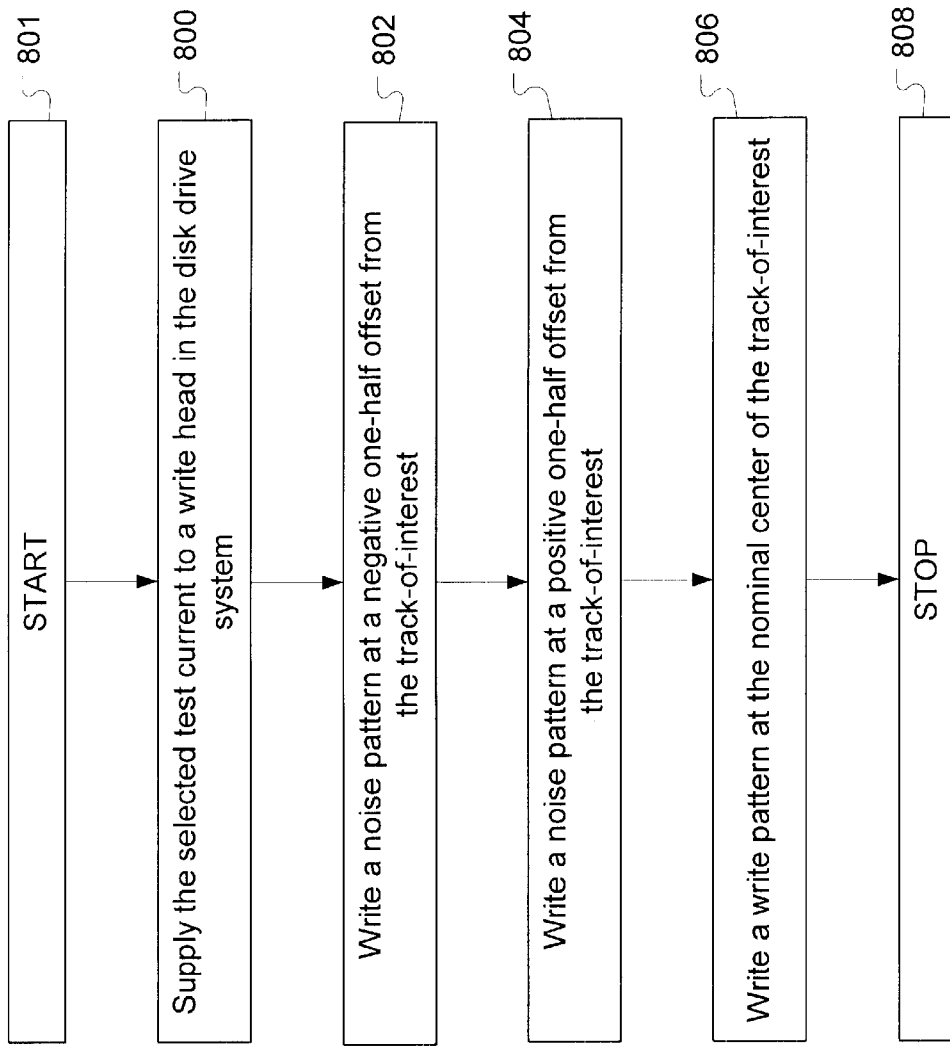 START
801
Supply the selected test current to a write head in the disk drive
system
800
Write a noise pattern at a negative one-half offset from
the track-of-interest
802
Write a noise pattern at a positive one-half offset from
the track-of-interest
804
Write a write pattern at the nominal center of the track-of-interest
806
STOP
808